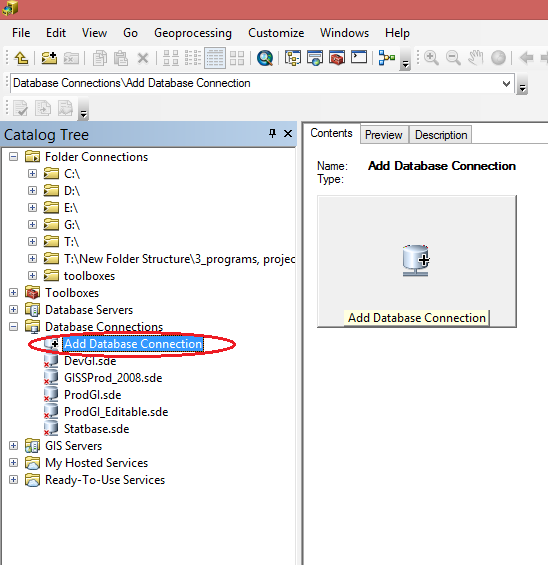 File Edit View Go Geoprocessing Customize Windows Help
Database Connections\Add Database Connection
Catalog Tree
Contents Preview Description
Folder Connections
C:\
D:\
E:\
G:\
T:\
T:\New Folder Structure\3_programs, projec
toolboxes
Toolboxes
Database Servers
Database Connections
Add Database Connection
DevGI.sde
GISSProd_2008.sde
ProdGI.sde
ProdGI_Editable.sde
Statbase.sde
GIS Servers
My Hosted Services
Ready-To-Use Services
Name: Add Database Connection
Type:
Add Database Connection